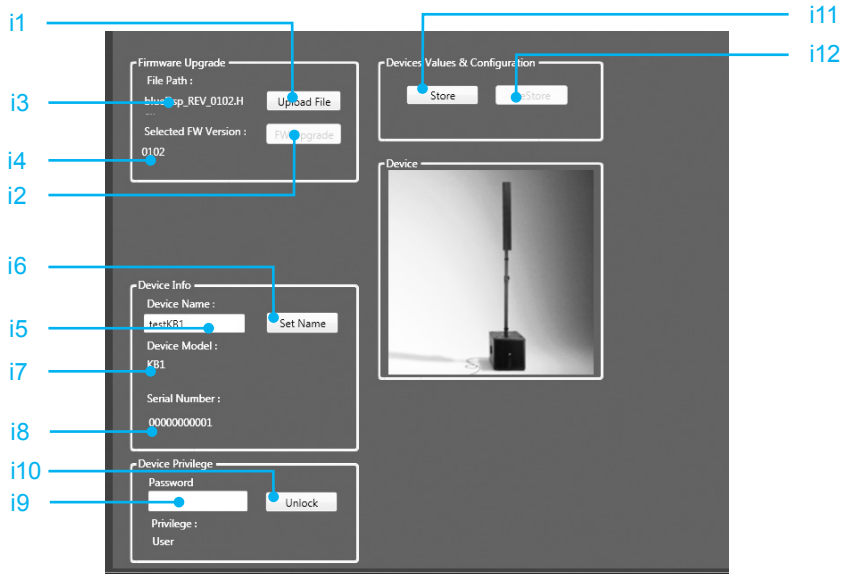 i1
i11
i12
Firmware Upgrade
File Path :
i3
Upload File
Selected FW Version :
i4
0102
i2
Devices Values & Configuration
Store
Device
i6
Device Info
Device Name :
i5
testKB1
Set Name
Device Model :
i7
KB1
Serial Number :
i8
00000000001
Device Privilege
i10
Password
i9
Unlock
Privilege :
User